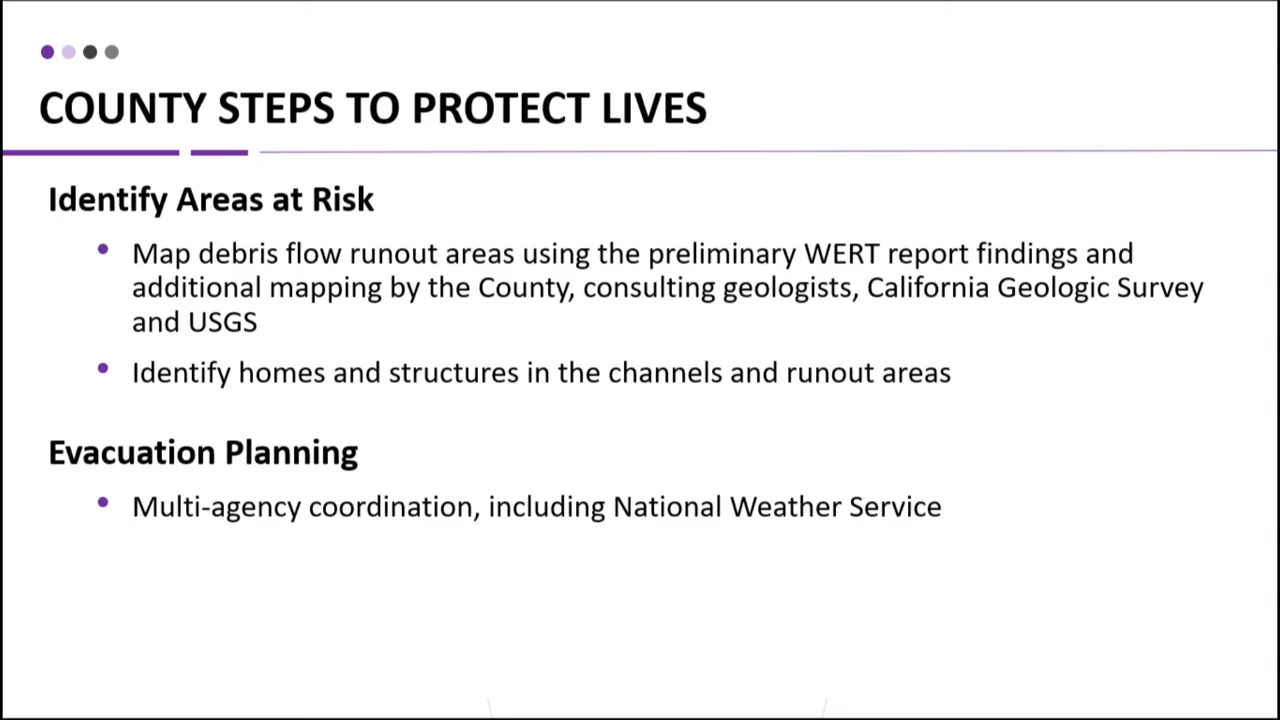 COUNTY STEPS TO PROTECT LIVES
Identify Areas at Risk
• Map debris flow runout areas using the preliminary WERT report findings and
additional mapping by the County, consulting geologists, California Geologic Survey
and USGS
• Identify homes and structures in the channels and runout areas
Evacuation Planning
• Multi-agency coordination, including National Weather Service